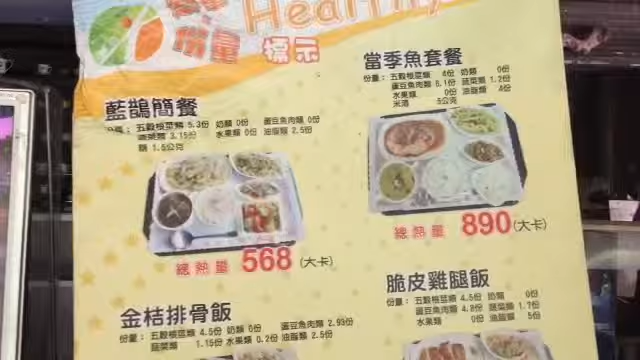 Healthy
份量 標示
藍鵲簡餐
份量：五穀根莖類 5.3份 奶類 0份 蛋豆魚肉類 0份
蔬菜類 3.15份 水果類 0份 油脂類 2.5份
糖 1.5公克
總熱量 568 (大卡)
當季魚套餐
份量：五穀根莖類 4份 奶類 0份
蛋豆魚肉類 5.1份 蔬菜類 1.2份
水果類 0份 油脂類 4份
米酒 5公克
總熱量 890 (大卡)
金桔排骨飯
份量：五穀根莖類 4.5份 奶類 0份 蛋豆魚肉類 2.93份
蔬菜類 1.15份 水果類 0.2份 油脂類 2.5份
脆皮雞腿飯
份量：五穀根莖類 4.5份 奶類 0份
蛋豆魚肉類 4.8份 蔬菜類 1.7份
水果類 0份 油脂類 5份